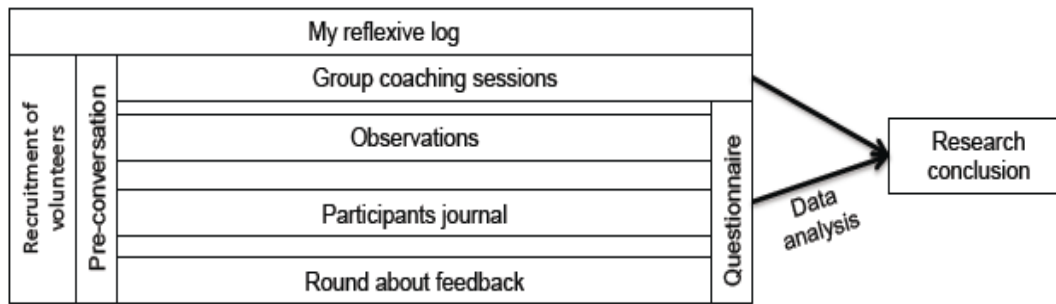 My reflexive log
Recruitment of
volunteers
Pre-conversation
Group coaching sessions
Observations
Participants journal
Round about feedback
Questionnaire
Data
analysis
Research
conclusion